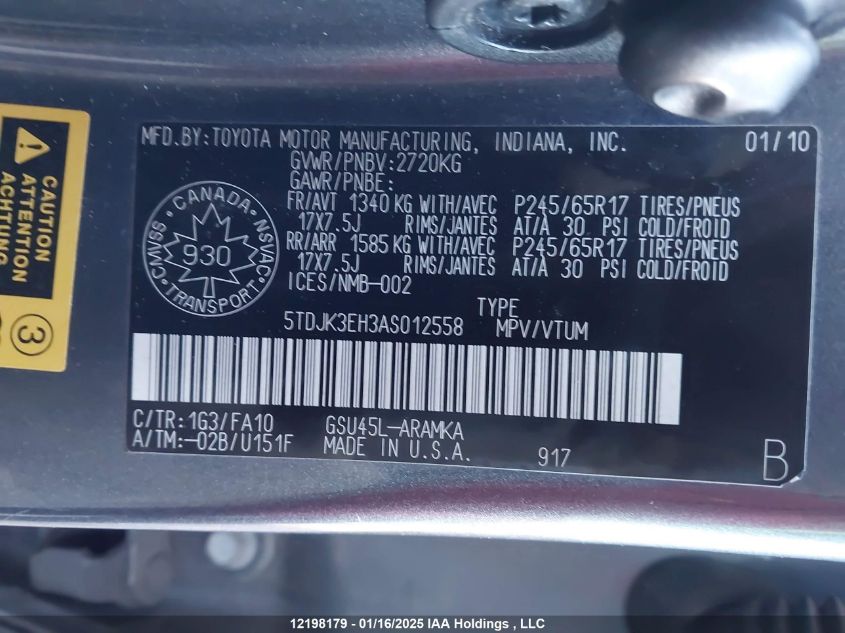 MFD.BY:TOYOTA MOTOR MANUFACTURING, INDIANA, INC. 01/10
GVWR/PNBV:2720KG
GAWR/PNBE:
FR/AVT 1340 KG WITH/AVEC P245/65R17 TIRES/PNEUS
17X7.5J RIMS/JANTES AT/A 30 PSI COLD/FROID
RR/ARR 1585 KG WITH/AVEC P245/65R17 TIRES/PNEUS
17X7.5J RIMS/JANTES AT/A 30 PSI COLD/FROID
ICES/NMB-002
CANADA
CMVSS NSVAC
930
TRANSPORT
TYPE
5TDJK3EH3AS012558 MPV/VTUM
C/TR:1G3/FA10 GSU45L-ARAMKA
A/TM:-02B/U151F MADE IN U.S.A. 917
B
CAUTION
ATTENTION
ACHTUNG
3
12198179 - 01/16/2025 IAA Holdings , LLC